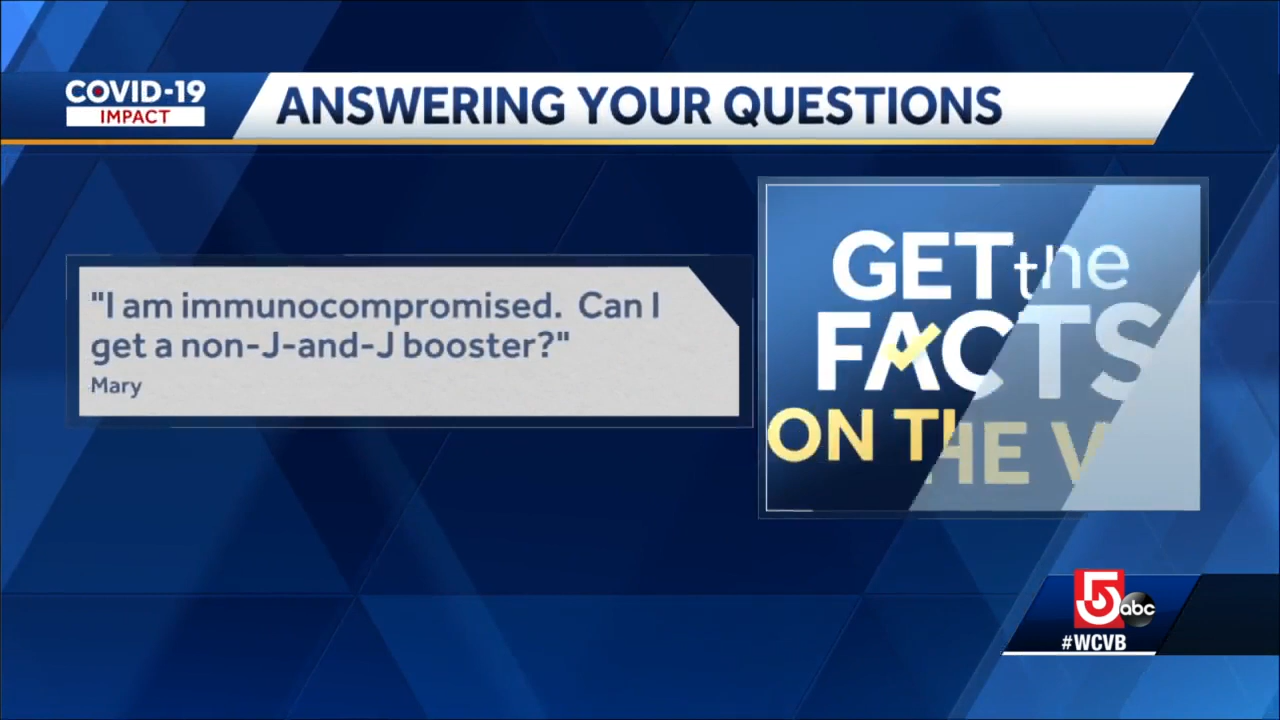 COVID-19
IMPACT
ANSWERING YOUR QUESTIONS
"I am immunocompromised.  Can I
get a non-J-and-J booster?"
Mary
GET the
FACTS
ON THE V
5 abc
#WCVB